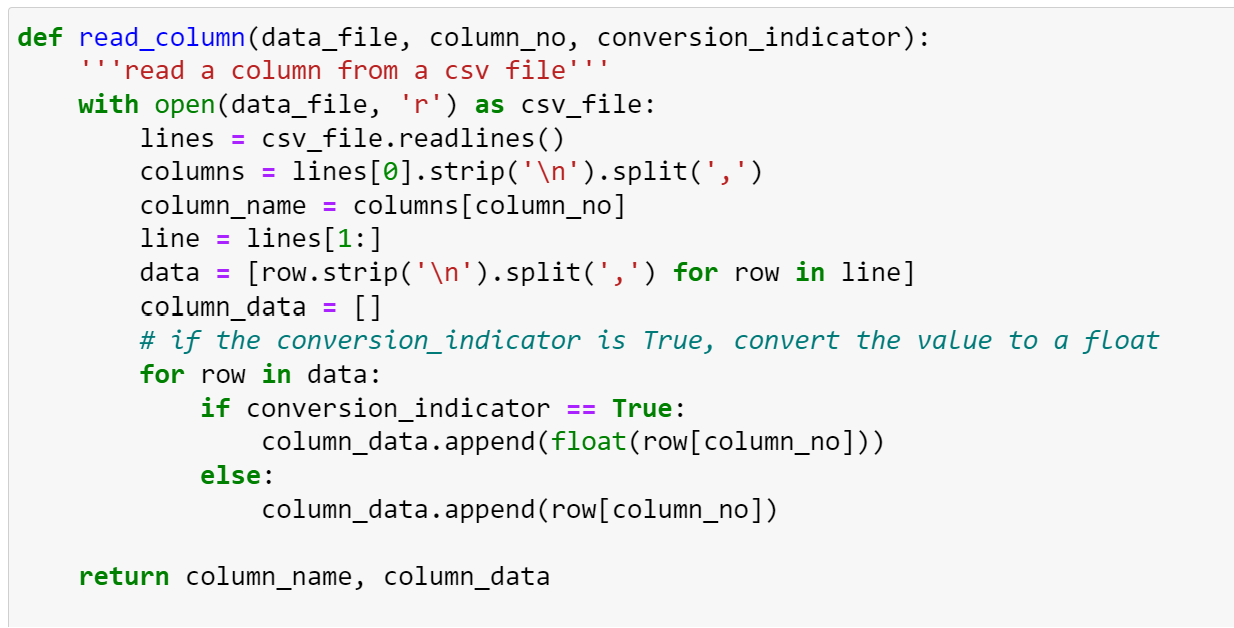 def read_column(data_file, column_no, conversion_indicator):
    '''read a column from a csv file'''
    with open(data_file, 'r') as csv_file:
        lines = csv_file.readlines()
        columns = lines[0].strip('\n').split(',')
        column_name = columns[column_no]
        line = lines[1:]
        data = [row.strip('\n').split(',') for row in line]
        column_data = []
        # if the conversion_indicator is True, convert the value to a float
        for row in data:
            if conversion_indicator == True:
                column_data.append(float(row[column_no]))
            else:
                column_data.append(row[column_no])

    return column_name, column_data